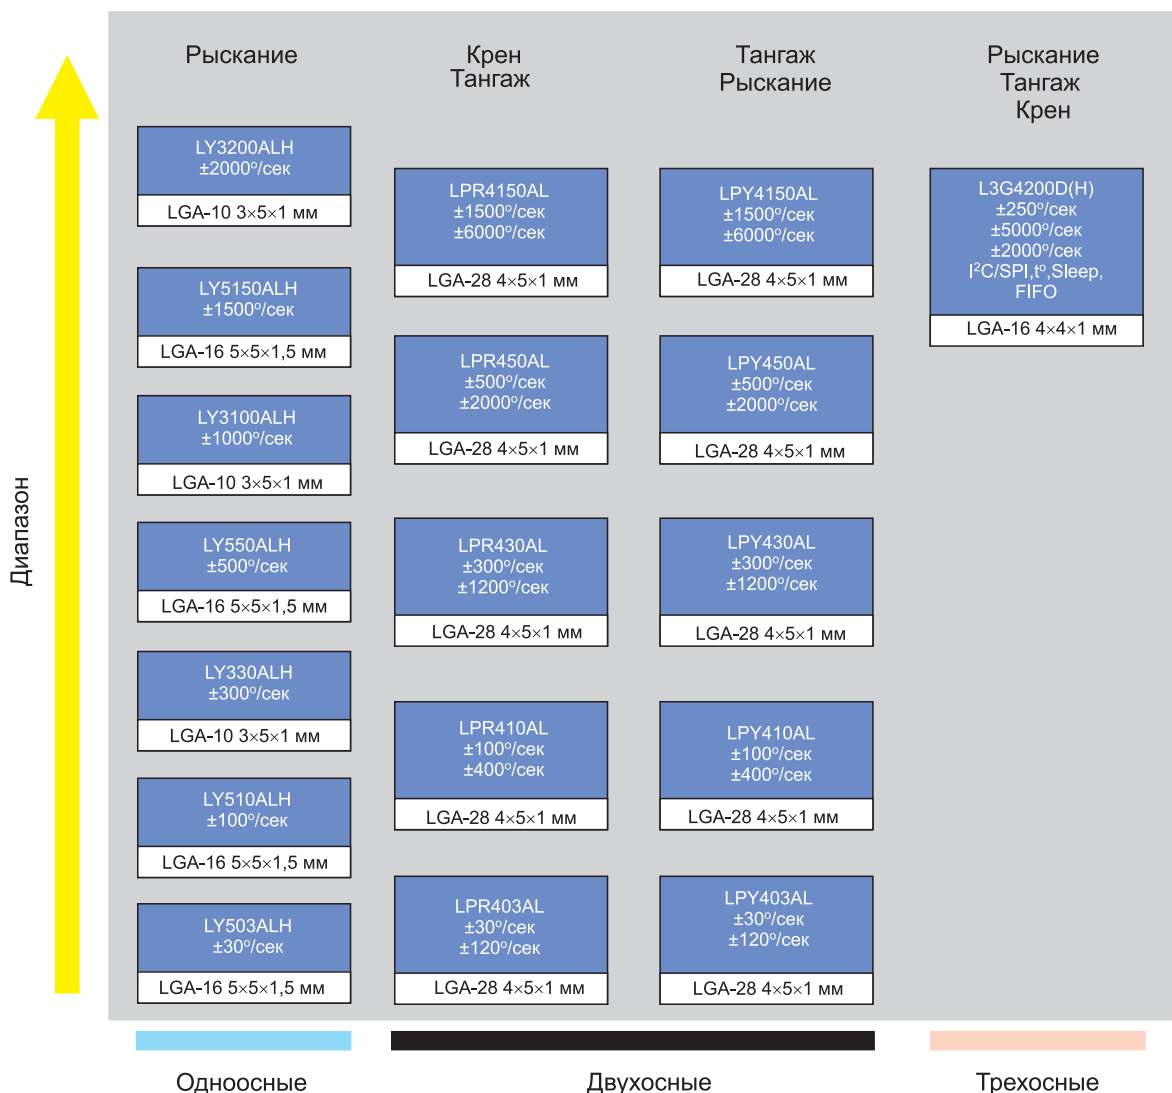 Диапазон
Рыскание
LY3200ALH
±2000°/сек
LGA-10 3×5×1 мм
LY5150ALH
±1500°/сек
LGA-16 5×5×1,5 мм
LY3100ALH
±1000°/сек
LGA-10 3×5×1 мм
LY550ALH
±500°/сек
LGA-16 5×5×1,5 мм
LY330ALH
±300°/сек
LGA-10 3×5×1 мм
LY510ALH
±100°/сек
LGA-16 5×5×1,5 мм
LY503ALH
±30°/сек
LGA-16 5×5×1,5 мм
Одноосные
Крен
Тангаж
LPR4150AL
±1500°/сек
±6000°/сек
LGA-28 4×5×1 мм
LPR450AL
±500°/сек
±2000°/сек
LGA-28 4×5×1 мм
LPR430AL
±300°/сек
±1200°/сек
LGA-28 4×5×1 мм
LPR410AL
±100°/сек
±400°/сек
LGA-28 4×5×1 мм
LPR403AL
±30°/сек
±120°/сек
LGA-28 4×5×1 мм
Тангаж
Рыскание
LPY4150AL
±1500°/сек
±6000°/сек
LGA-28 4×5×1 мм
LPY450AL
±500°/сек
±2000°/сек
LGA-28 4×5×1 мм
LPY430AL
±300°/сек
±1200°/сек
LGA-28 4×5×1 мм
LPY410AL
±100°/сек
±400°/сек
LGA-28 4×5×1 мм
LPY403AL
±30°/сек
±120°/сек
LGA-28 4×5×1 мм
Двухосные
Рыскание
Тангаж
Крен
L3G4200D(H)
±250°/сек
±5000°/сек
±2000°/сек
I²C/SPI,t°,Sleep,
FIFO
LGA-16 4×4×1 мм
Трехосные